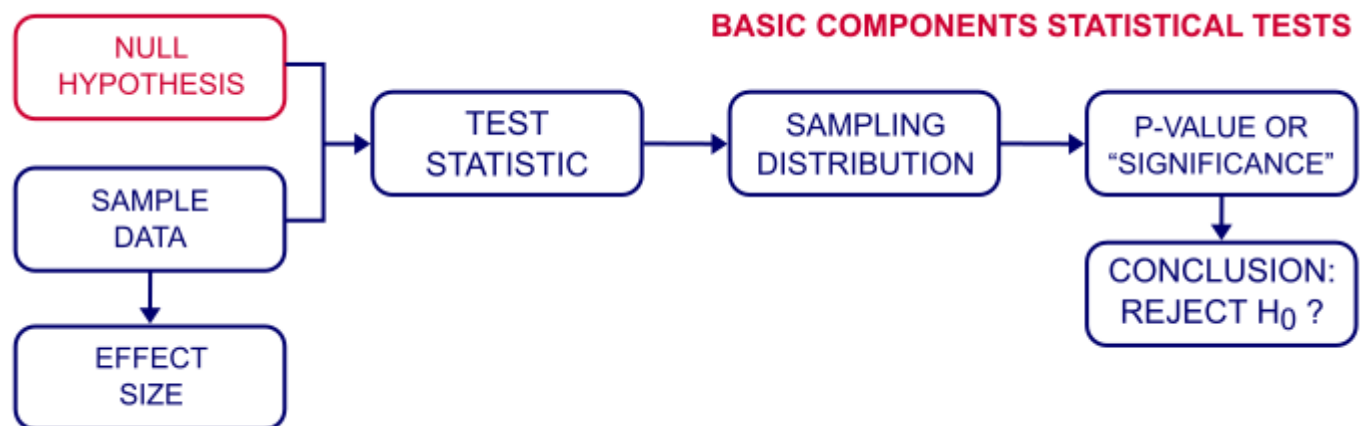 BASIC COMPONENTS STATISTICAL TESTS
NULL
HYPOTHESIS
SAMPLE
DATA
EFFECT
SIZE
TEST
STATISTIC
SAMPLING
DISTRIBUTION
P-VALUE OR
“SIGNIFICANCE”
CONCLUSION:
REJECT H0 ?